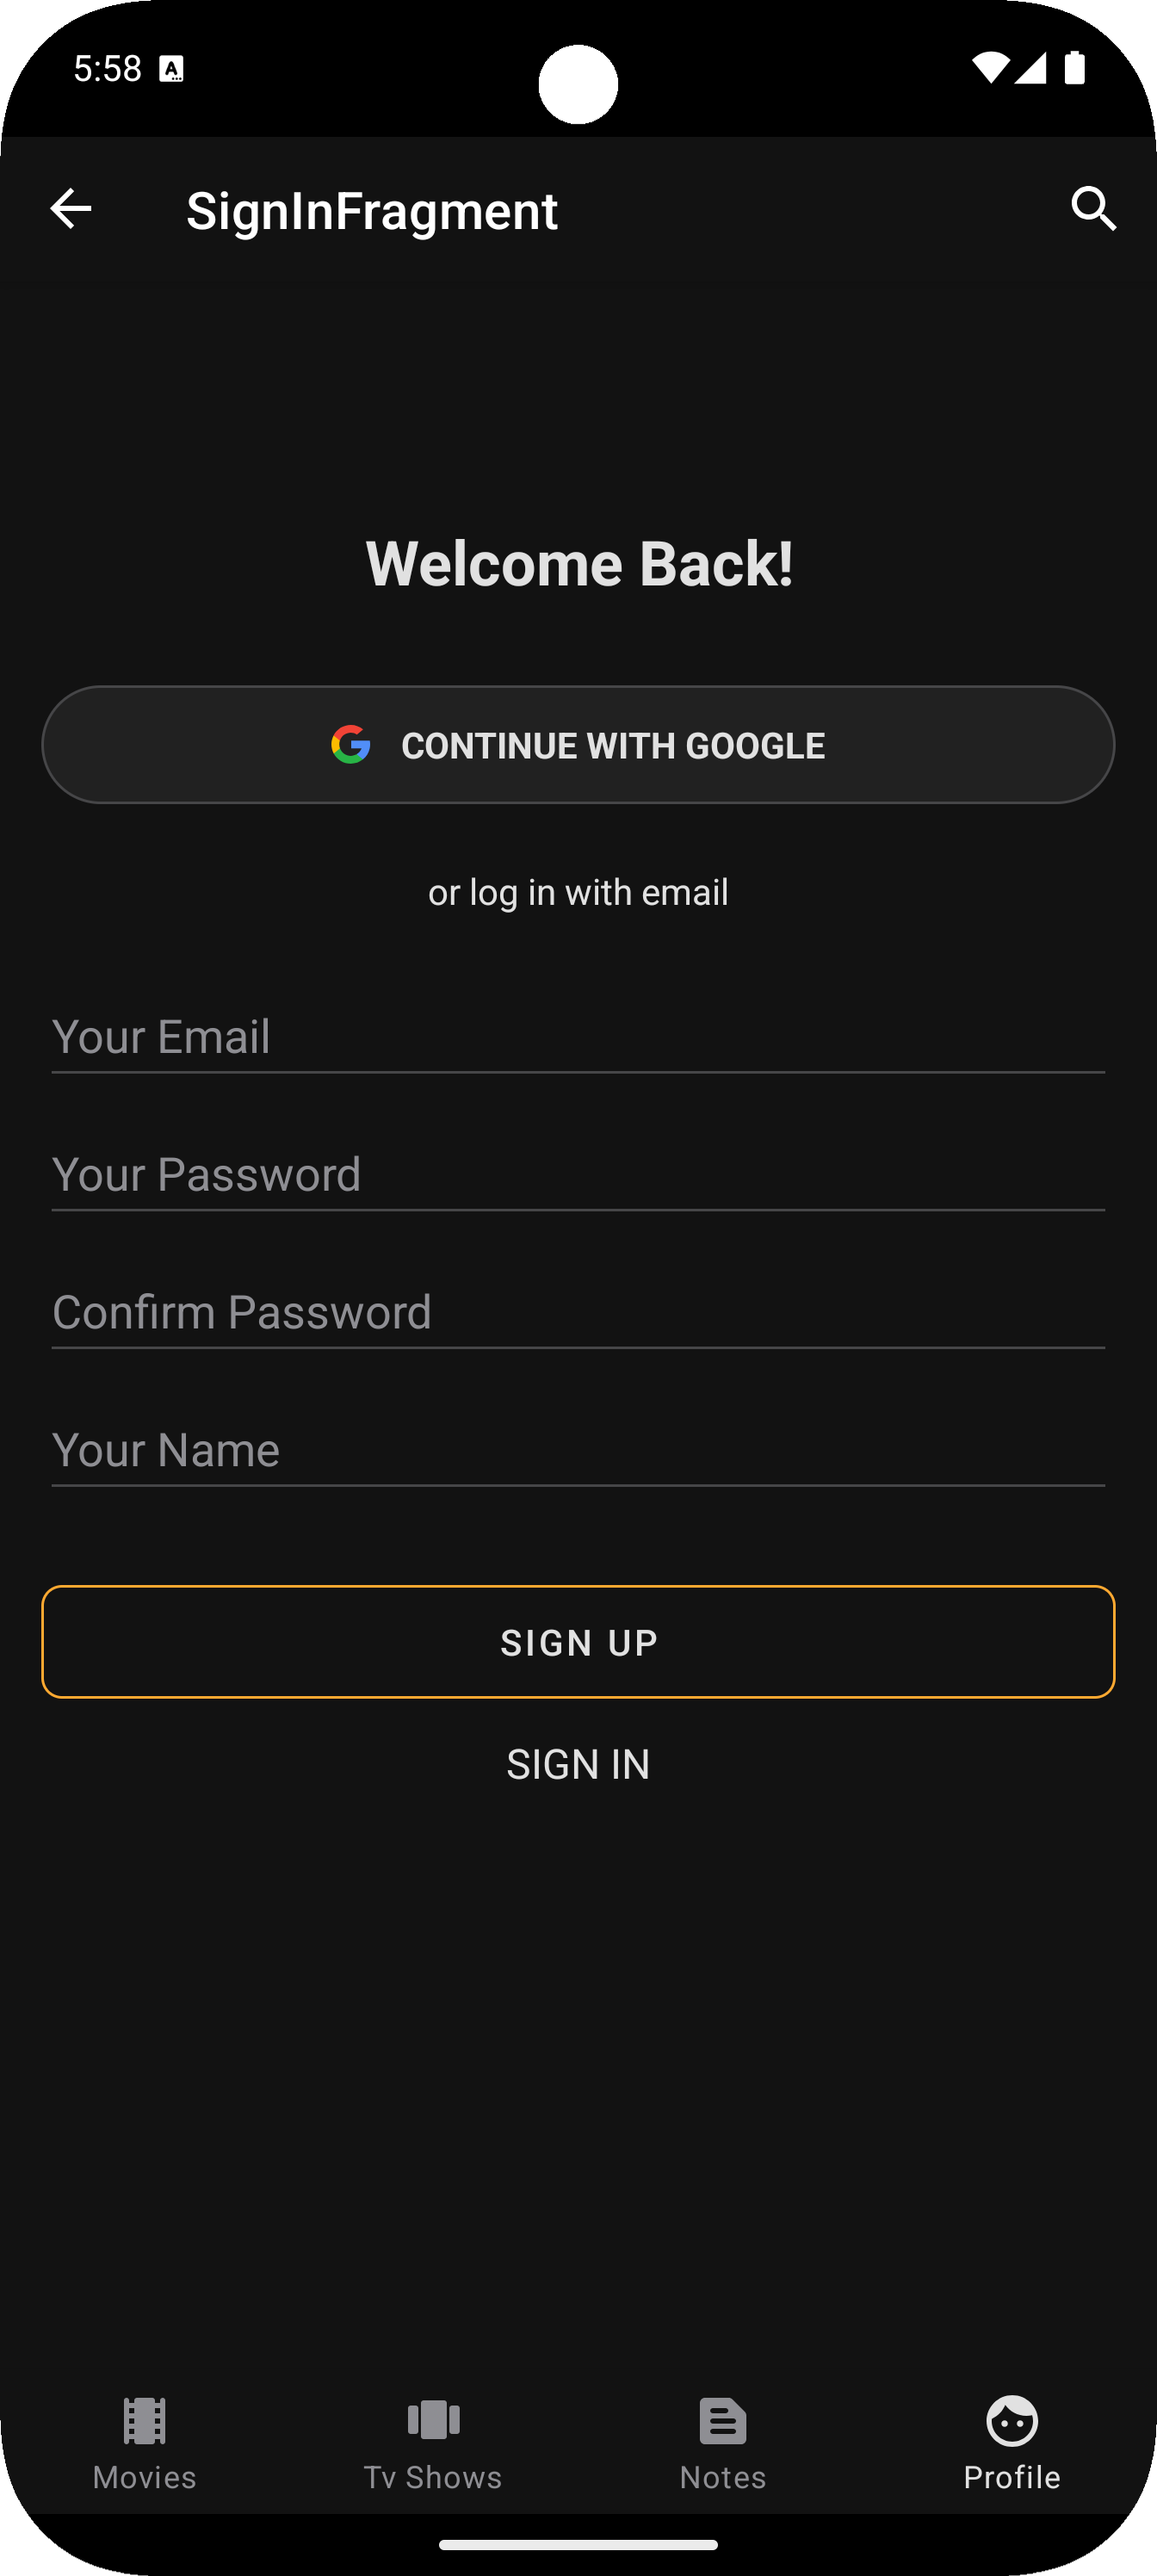 5:58
SignInFragment
Welcome Back!
CONTINUE WITH GOOGLE
or log in with email
Your Email
Your Password
Confirm Password
Your Name
SIGN UP
SIGN IN
Movies
Tv Shows
Notes
Profile